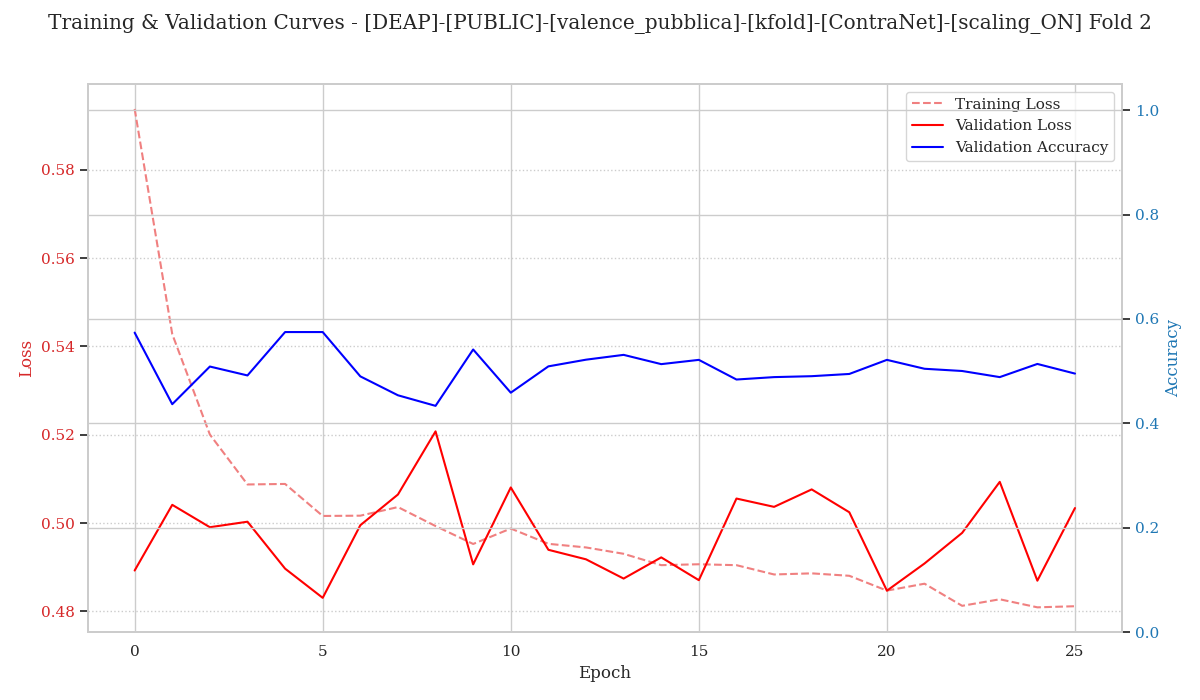 Training & Validation Curves - [DEAP]-[PUBLIC]-[valence_pubblica]-[kfold]-[ContraNet]-[scaling_ON] Fold 2
Training Loss
Validation Loss
Validation Accuracy
Loss
0.58
0.56
0.54
0.52
0.50
0.48
1.0
0.8
0.6
0.4
0.2
0.0
Accuracy
0
5
10
15
20
25
Epoch